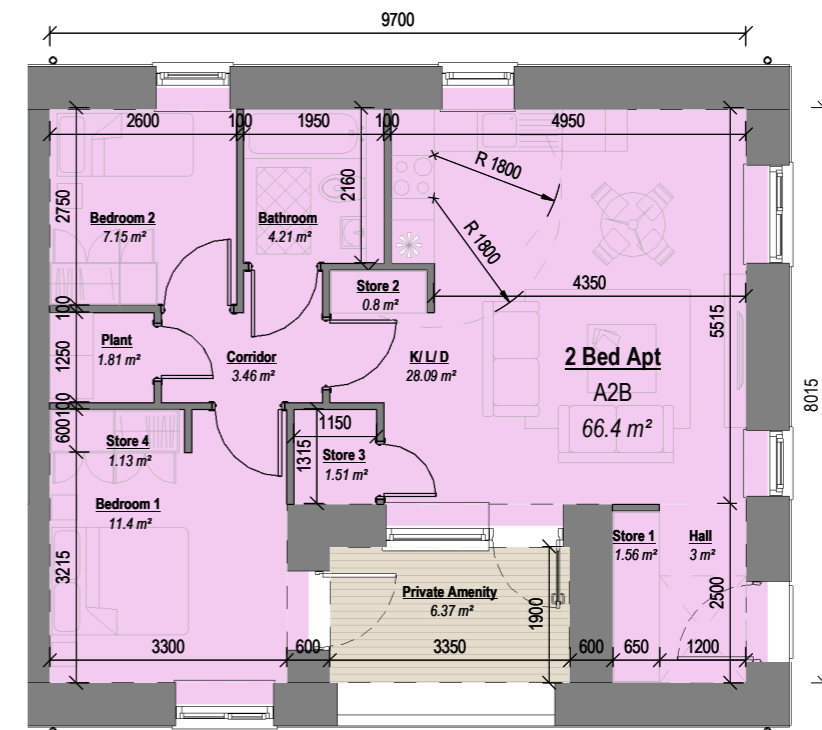 9700
2600
100
1950
100
4950
2750
2160
R 1800
R 1800
Bedroom 2
7.15 m²
Bathroom
4.21 m²
Store 2
0.8 m²
4350
5515
8015
100
1250
Plant
1.81 m²
Corridor
3.46 m²
K/ L/ D
28.09 m²
2 Bed Apt
A2B
66.4 m²
100
600
Store 4
1.13 m²
1150
1315
Store 3
1.51 m²
Bedroom 1
11.4 m²
3215
Store 1
1.56 m²
Hall
3 m²
Private Amenity
6.37 m²
1900
2500
3300
600
3350
600
650
1200